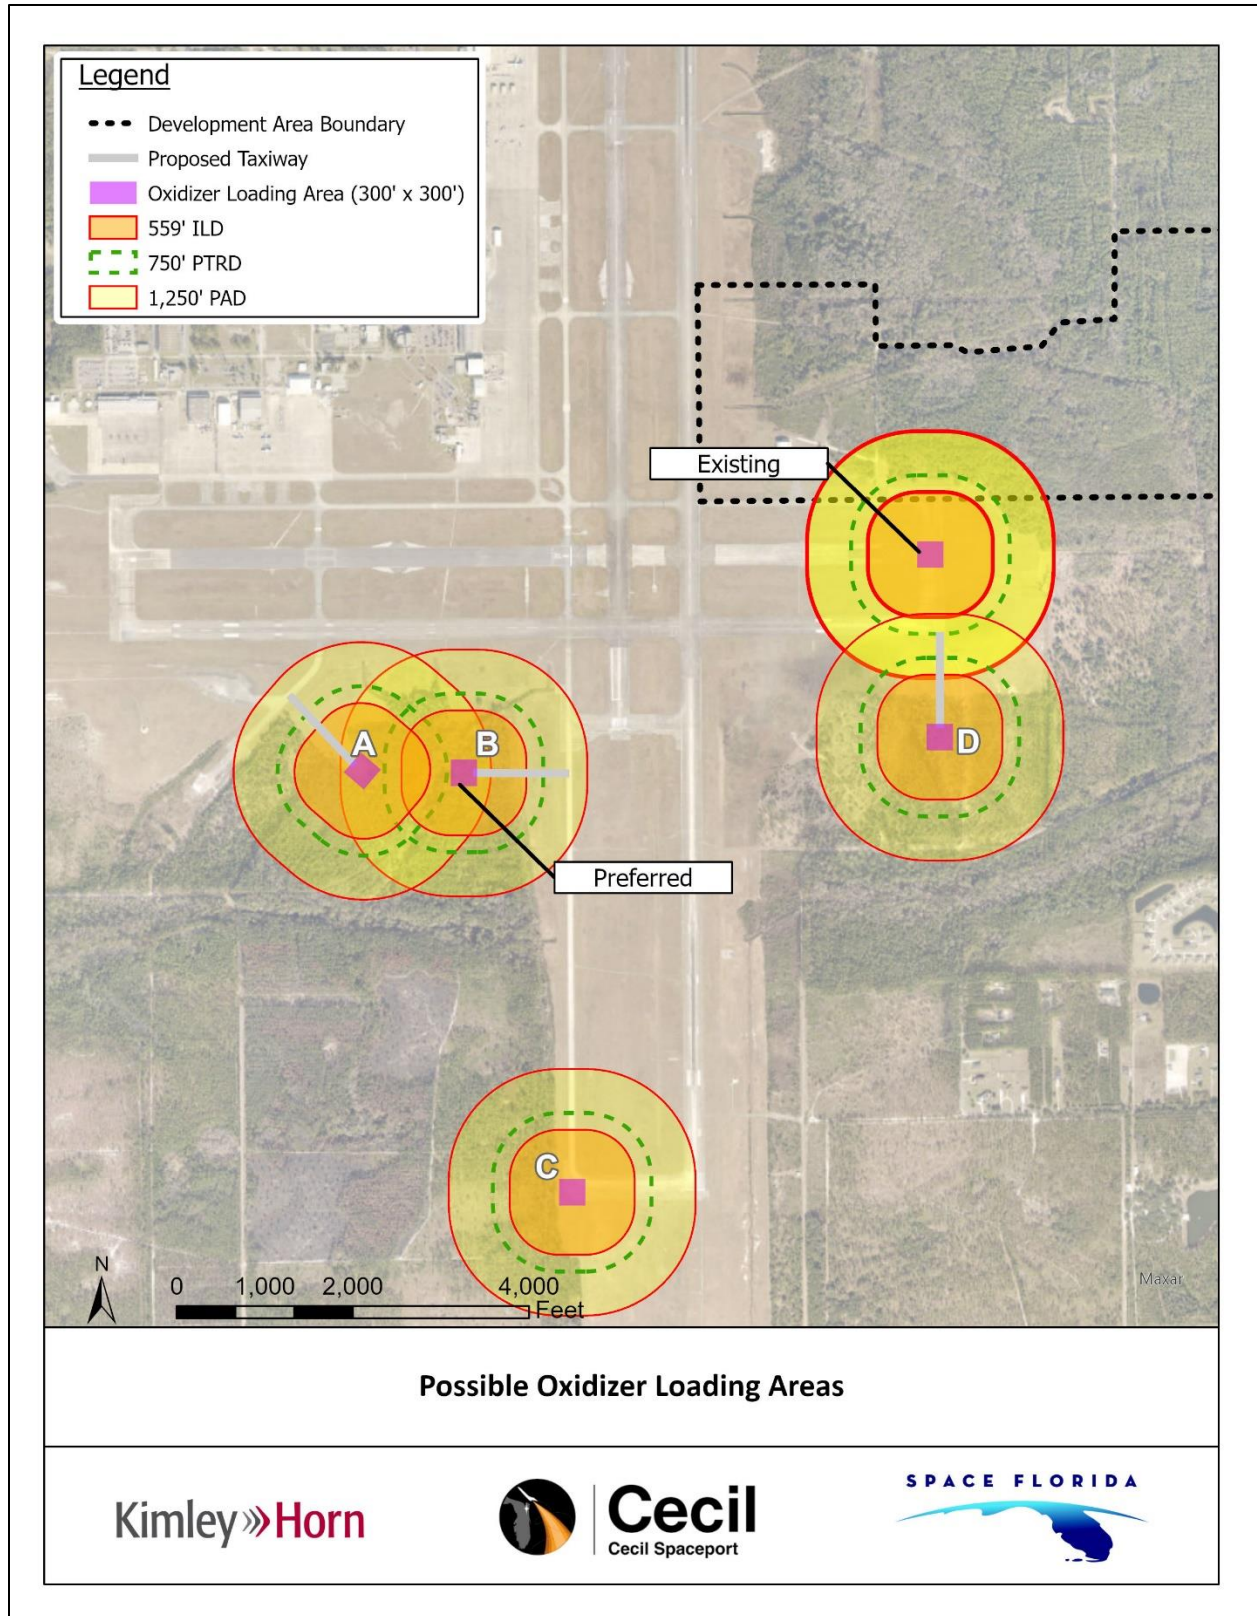 Legend
Development Area Boundary
Proposed Taxiway
Oxidizer Loading Area (300' x 300')
559' ILD
750' PTRD
1,250' PAD
Existing
A
B
D
Preferred
C
N
0 1,000 2,000 4,000
Feet
Maxar
Possible Oxidizer Loading Areas
Kimley»Horn
Cecil
Cecil Spaceport
SPACE FLORIDA